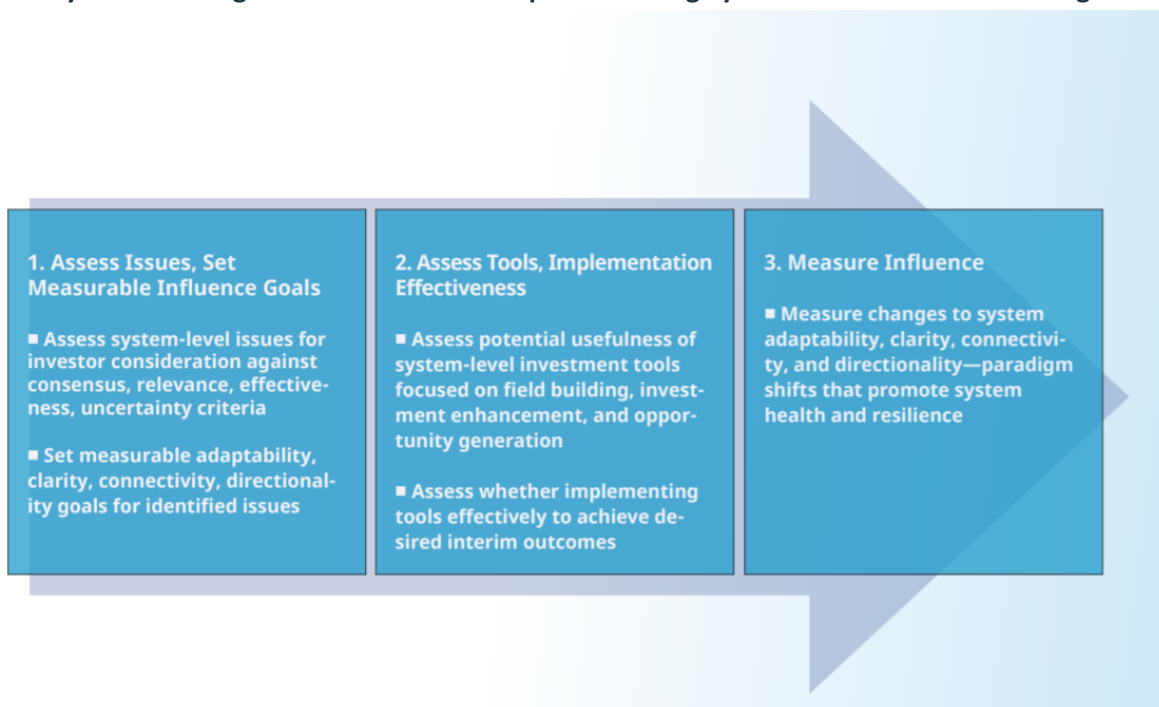 1. Assess Issues, Set
Measurable Influence Goals
■ Assess system-level issues for
investor consideration against
consensus, relevance, effective-
ness, uncertainty criteria
■ Set measurable adaptability,
clarity, connectivity, directional-
ity goals for identified issues
2. Assess Tools, Implementation
Effectiveness
■ Assess potential usefulness of
system-level investment tools
focused on field building, invest-
ment enhancement, and oppor-
tunity generation
■ Assess whether implementing
tools effectively to achieve de-
sired interim outcomes
3. Measure Influence
■ Measure changes to system
adaptability, clarity, connectivi-
ty, and directionality—paradigm
shifts that promote system
health and resilience